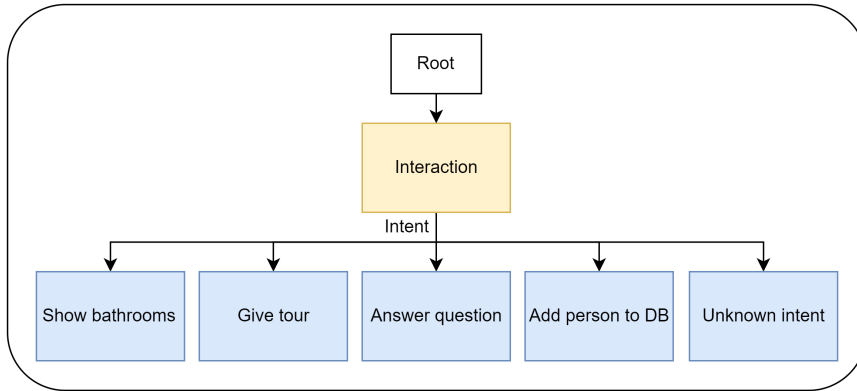 Root
Interaction
Intent
Show bathrooms
Give tour
Answer question
Add person to DB
Unknown intent